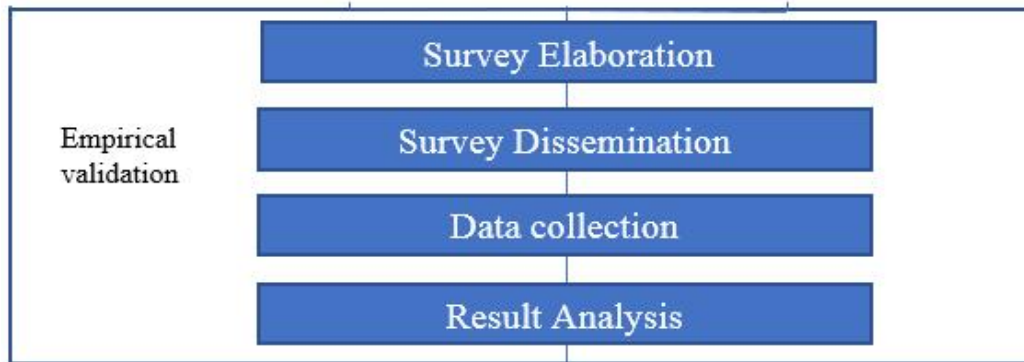 Survey Elaboration
Empirical
validation
Survey Dissemination
Data collection
Result Analysis